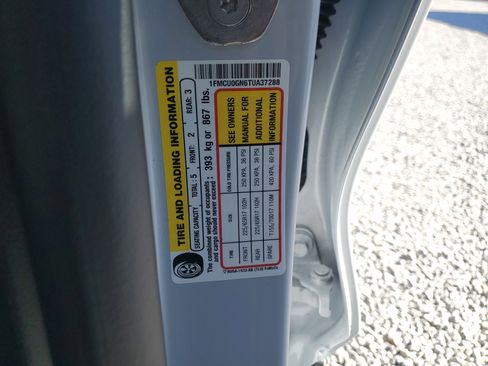 1FMCU0GN6TUA37288
TIRE AND LOADING INFORMATION
SEATING CAPACITY TOTAL: 5 FRONT: 2 REAR: 3
The combined weight of occupants
and cargo should never exceed : 393 kg or 867 lbs.
TIRE SIZE COLD TIRE PRESSURE
FRONT 225/65R17 102H 250 KPA, 36 PSI
REAR 225/65R17 102H 250 KPA, 36 PSI
SPARE T155/70D17 110M 420 KPA, 60 PSI
SEE OWNERS
MANUAL FOR
ADDITIONAL
INFORMATION